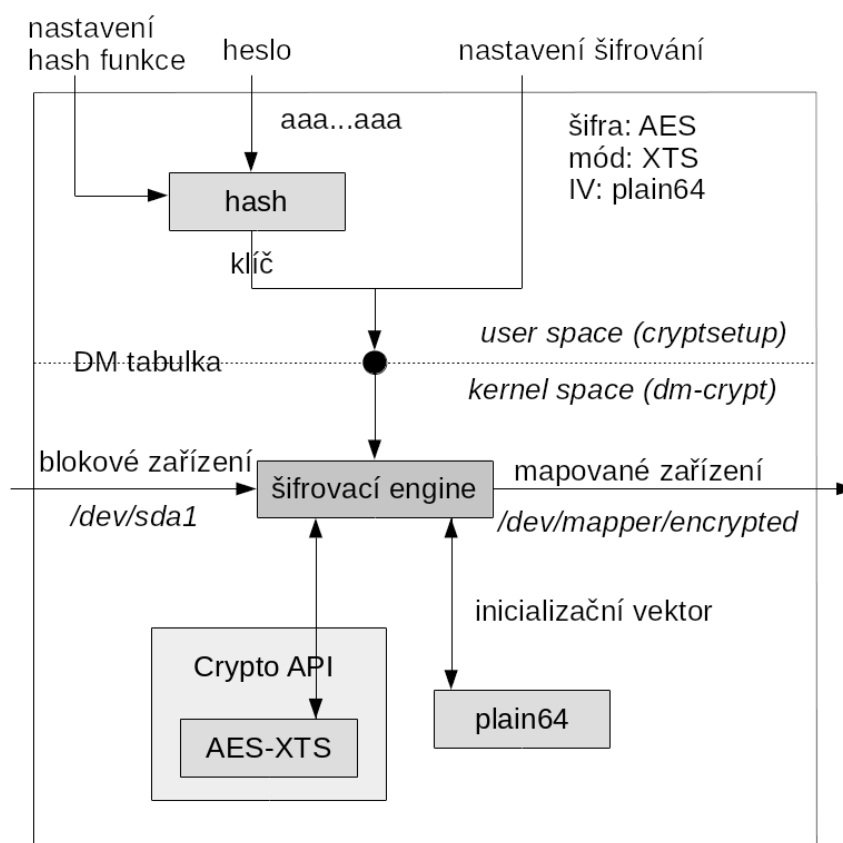 nastavení
hash funkce
heslo
nastavení šifrování
aaa...aaa
šifra: AES
mód: XTS
IV: plain64
hash
klíč
user space (cryptsetup)
DM tabulka
kernel space (dm-crypt)
blokové zařízení
šifrovací engine
mapované zařízení
/dev/sda1
/dev/mapper/encrypted
inicializační vektor
Crypto API
plain64
AES-XTS